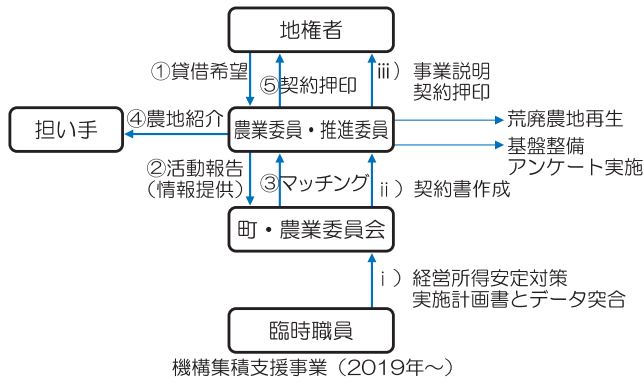 地権者
①貸借希望
⑤契約押印
ⅲ）事業説明
契約押印
担い手
④農地紹介
農業委員・推進委員
荒廃農地再生
基盤整備
アンケート実施
②活動報告
（情報提供）
③マッチング
ⅱ）契約書作成
町・農業委員会
ⅰ）経営所得安定対策
実施計画書とデータ突合
臨時職員
機構集積支援事業（2019年～）